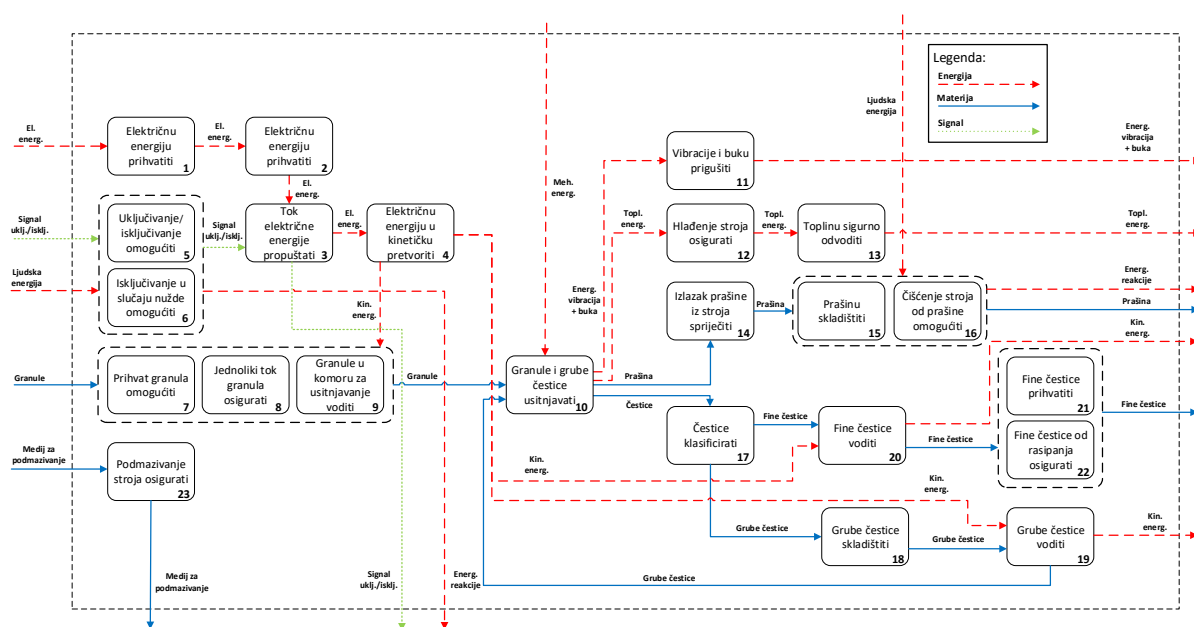 Legenda:
Energija
Materija
Signal
Ljudska
energija
El.
energ.
Električnu
energiju
prihvatiti
1
El.
energ.
Električnu
energiju
prihvatiti
2
Energ.
vibracija
+ buka
Vibracije i buku
prigušiti
11
El.
energ.
Meh.
energ.
Signal
uklj./isklj.
Uključivanje/
isključivanje
omogućiti
5
Signal
uklj./isklj.
Tok
električne
energije
propuštati
3
El.
energ.
Električnu
energiju u
kinetičku
pretvoriti
4
Topl.
energ.
Hlađenje stroja
osigurati
12
Topl.
energ.
Toplinu sigurno
odvoditi
13
Topl.
energ.
Ljudska
energija
Isključivanje u
slučaju nužde
omogućiti
6
Kin.
energ.
Energ.
vibracija
+ buka
Izlazak prašine
iz stroja
spriječiti
14
Prašina
Prašinu
skladištiti
15
Čišćenje stroja
od prašine
omogućiti
16
Energ.
reakcije
Prašina
Kin.
energ.
Granule
Prihvat granula
omogućiti
7
Jednoliki tok
granula
osigurati
8
Granule u
komoru za
usitnjavanje
voditi
9
Granule
Granule i grube
čestice
usitnjavati
10
Prašina
Čestice
Čestice
klasificirati
17
Fine čestice
Fine čestice
voditi
20
Fine čestice
Fine čestice
prihvatiti
21
Fine čestice od
rasipanja
osigurati
22
Fine čestice
Medij za
podmazivanje
Podmazivanje
stroja osigurati
23
Kin.
energ.
Kin.
energ.
Grube čestice
Grube čestice
skladištiti
18
Grube čestice
Grube čestice
voditi
19
Kin.
energ.
Grube čestice
Medij za
podmazivanje
Signal
uklj./isklj.
Energ.
reakcije